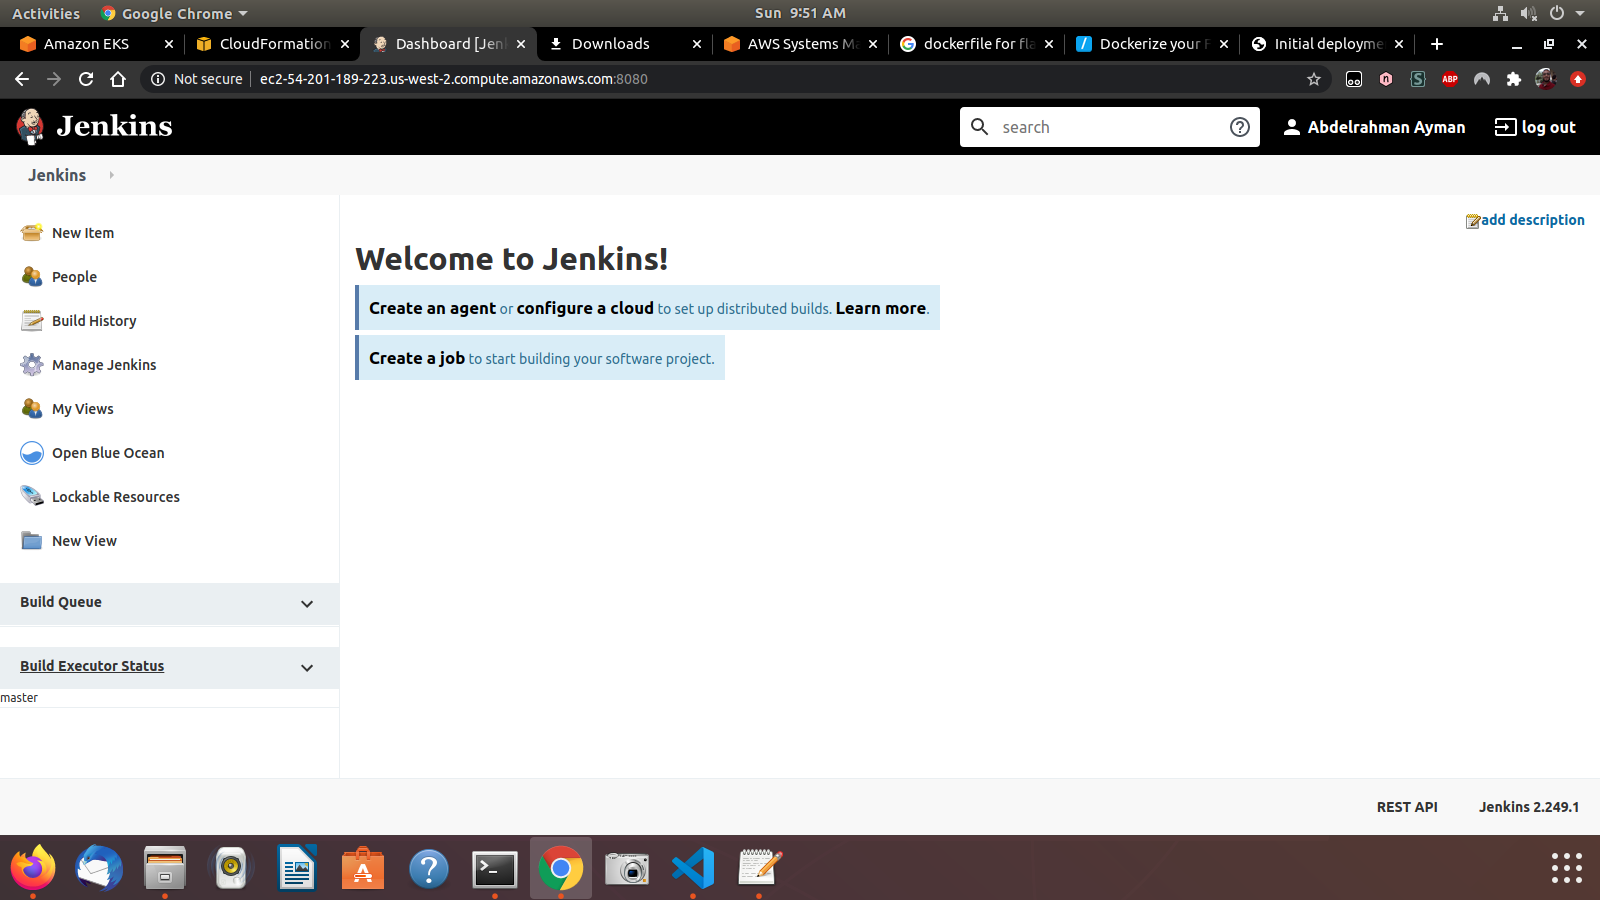 Activities Google Chrome Sun 9:51 AM
Amazon EKS CloudFormation Dashboard [Jenk Downloads AWS Systems Ma dockerfile for fla Dockerize your F Initial deployme
Not secure ec2-54-201-189-223.us-west-2.compute.amazonaws.com:8080 ABP
Jenkins search Abdelrahman Ayman log out
Jenkins
add description
New Item
People
Build History
Manage Jenkins
My Views
Open Blue Ocean
Lockable Resources
New View
Build Queue
Build Executor Status
master
Welcome to Jenkins!
Create an agent or configure a cloud to set up distributed builds. Learn more.
Create a job to start building your software project.
REST API Jenkins 2.249.1